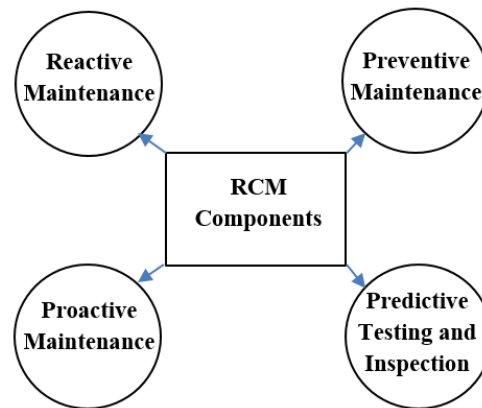 Reactive
Maintenance
Preventive
Maintenance
RCM
Components
Proactive
Maintenance
Predictive
Testing and
Inspection